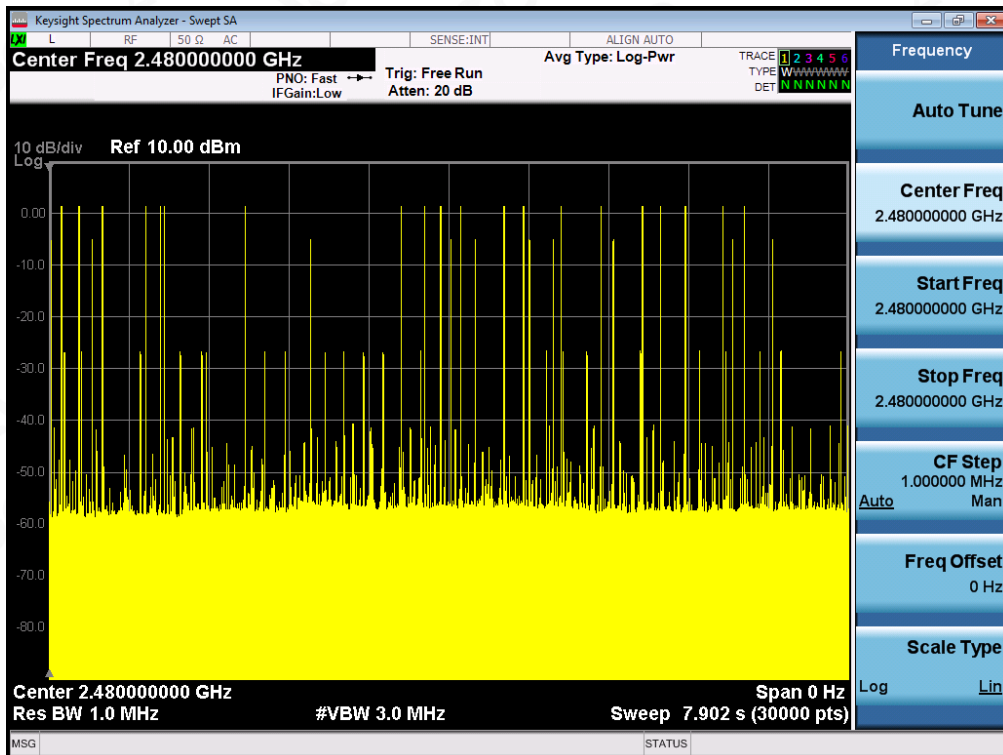 Keysight Spectrum Analyzer - Swept SA
LXI L RF 50 Ω AC SENSE:INT ALIGN AUTO
Center Freq 2.480000000 GHz
PNO: Fast
IFGain:Low
Trig: Free Run
Atten: 20 dB
Avg Type: Log-Pwr
TRACE 1 2 3 4 5 6
TYPE WWWWWW
DET N N N N N N
10 dB/div Ref 10.00 dBm
Log
0.00
-10.0
-20.0
-30.0
-40.0
-50.0
-60.0
-70.0
-80.0
Center 2.480000000 GHz Span 0 Hz
Res BW 1.0 MHz #VBW 3.0 MHz Sweep 7.902 s (30000 pts)
MSG STATUS
Frequency
Auto Tune
Center Freq
2.480000000 GHz
Start Freq
2.480000000 GHz
Stop Freq
2.480000000 GHz
CF Step
1.000000 MHz
Auto Man
Freq Offset
0 Hz
Scale Type
Log Lin